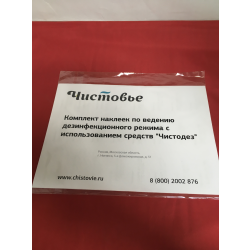 Чистовье
Комплект наклеек по ведению
дезинфекционного режима с
использованием средств "Чистодез"
www.chistovie.ru
8 (800) 2002 876